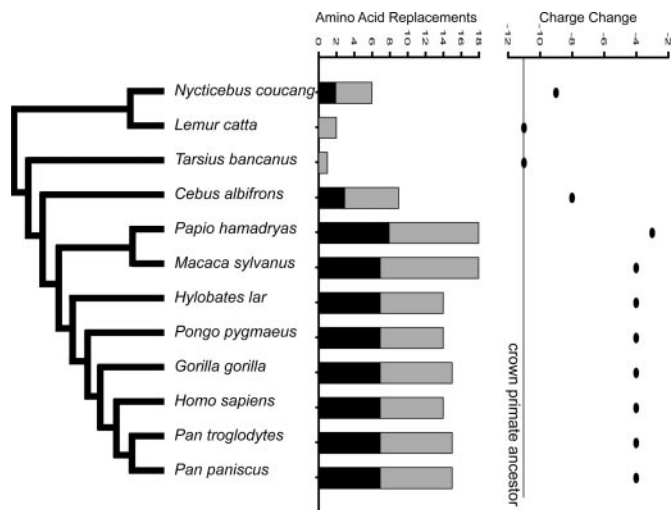 Amino Acid Replacements
Charge Change
0 2 4 6 8 10 12 14 16 18
-12 -10 -8 -6 -4 -2
Nycticebus coucang
Lemur catta
Tarsius bancanus
Cebus albifrons
Papio hamadryas
Macaca sylvanus
Hylobates lar
Pongo pygmaeus
Gorilla gorilla
Homo sapiens
Pan troglodytes
Pan paniscus
crown primate ancestor